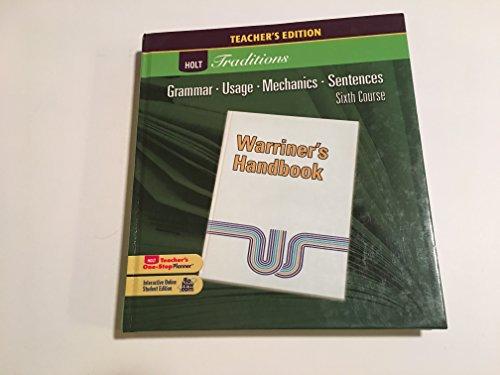 TEACHER'S EDITION
HOLT Traditions
Grammar · Usage · Mechanics · Sentences
Sixth Course
Warriner's
Handbook
HOLT Teacher's
One-Stop Planner
Interactive Online
Student Edition